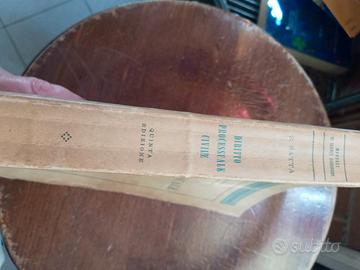 S. SATTA
DIRITTO
PROCESSUALE
CIVILE
QUINTA
EDIZIONE
subito